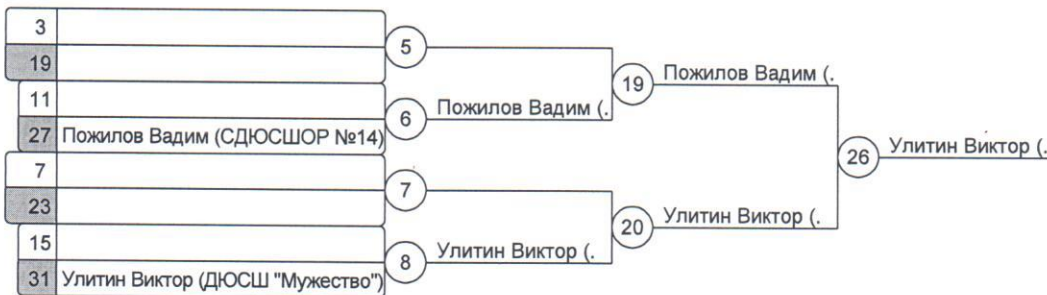 3
5
19
19 Пожилов Вадим (.
11
6 Пожилов Вадим (.
27 Пожилов Вадим (СДЮСШОР №14)
26 Улитин Виктор (.
7
7
23
20 Улитин Виктор (.
15
8 Улитин Виктор (.
31 Улитин Виктор (ДЮСШ "Мужество")